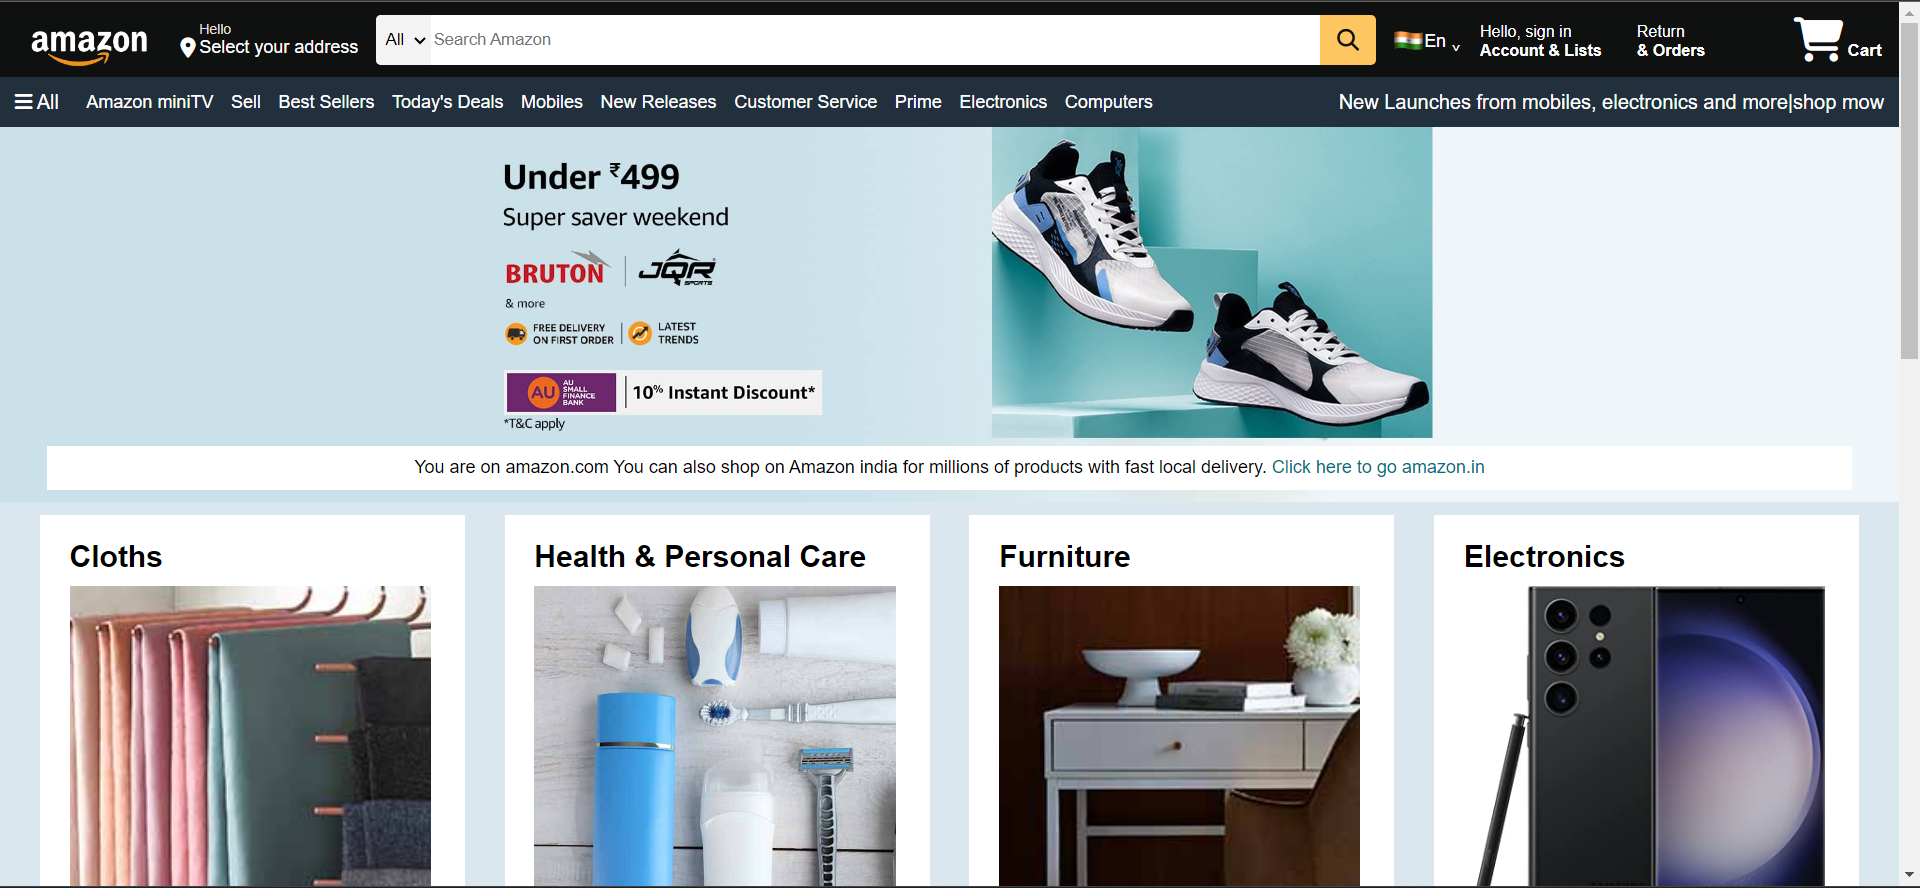 amazon
Hello
Select your address
All
Search Amazon
En
Hello, sign in
Account & Lists
Return
& Orders
Cart
All
Amazon miniTV
Sell
Best Sellers
Today's Deals
Mobiles
New Releases
Customer Service
Prime
Electronics
Computers
New Launches from mobiles, electronics and more|shop mow
Under ₹499
Super saver weekend
BRUTON
JQR
SPORTS
& more
FREE DELIVERY
ON FIRST ORDER
LATEST
TRENDS
AU
AU
SMALL
FINANCE
BANK
10% Instant Discount*
*T&C apply
You are on amazon.com You can also shop on Amazon india for millions of products with fast local delivery. Click here to go amazon.in
Cloths
Health & Personal Care
Furniture
Electronics